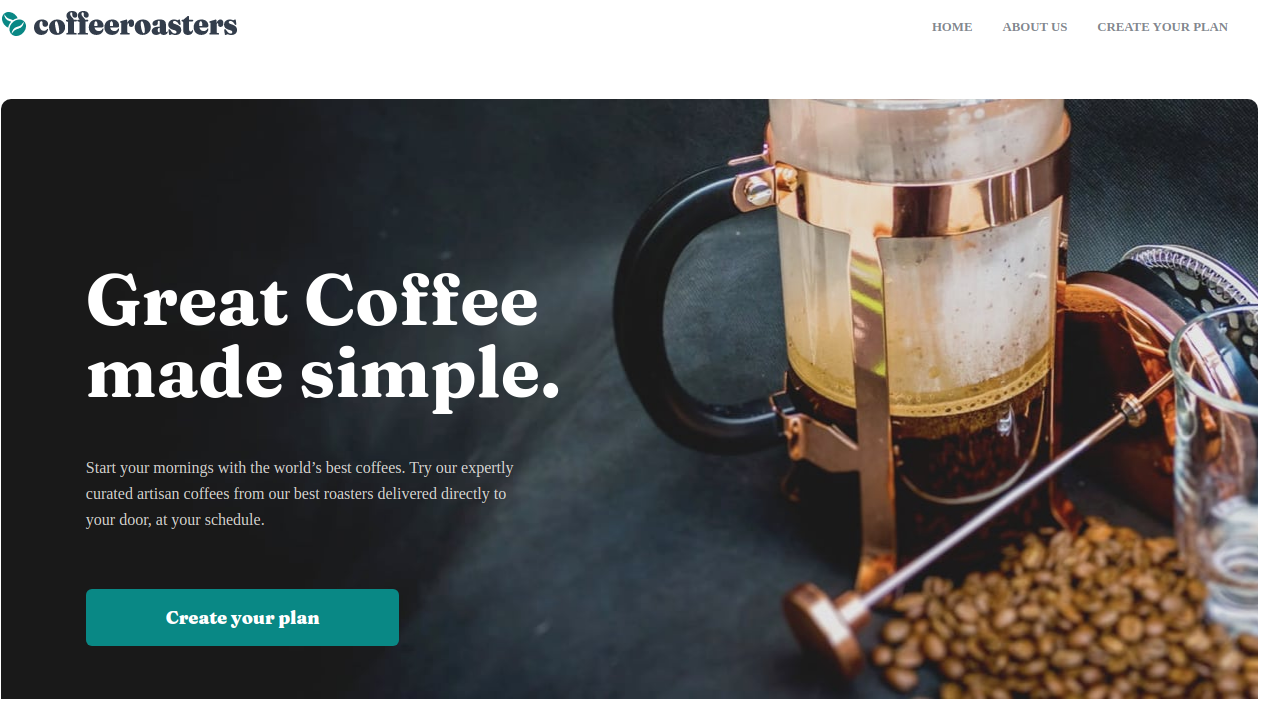 coffeeroasters
HOME
ABOUT US
CREATE YOUR PLAN
Great Coffee
made simple.
Start your mornings with the world’s best coffees. Try our expertly
curated artisan coffees from our best roasters delivered directly to
your door, at your schedule.
Create your plan